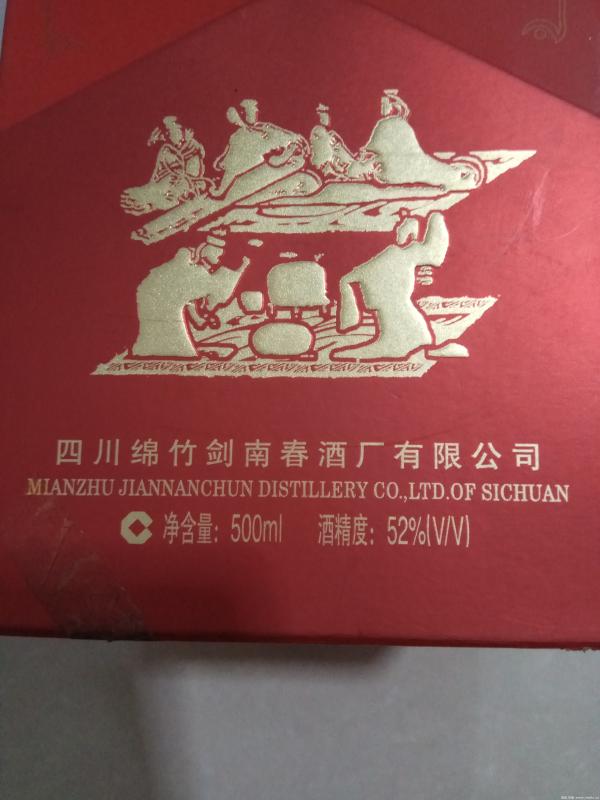 四川绵竹剑南春酒厂有限公司
MIANZHU JIANNANCHUN DISTILLERY CO.,LTD.OF SICHUAN
净含量: 500ml 酒精度: 52%(V/V)